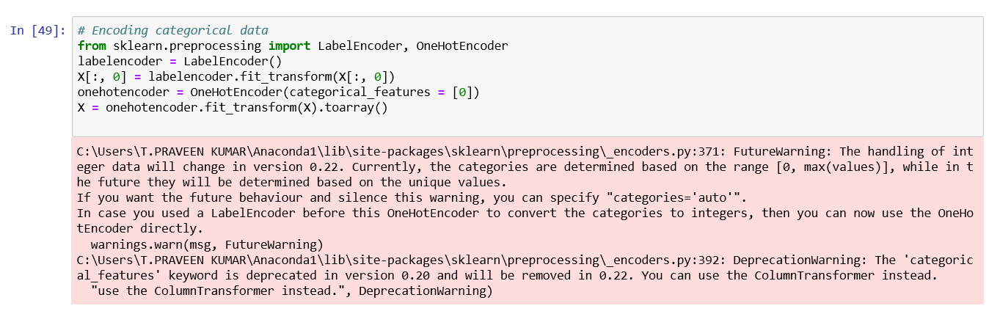 In [49]: # Encoding categorical data
from sklearn.preprocessing import LabelEncoder, OneHotEncoder
labelencoder = LabelEncoder()
X[:, 0] = labelencoder.fit_transform(X[:, 0])
onehotencoder = OneHotEncoder(categorical_features = [0])
X = onehotencoder.fit_transform(X).toarray()
C:\Users\T.PRAVEEN KUMAR\Anaconda1\lib\site-packages\sklearn\preprocessing\_encoders.py:371: FutureWarning: The handling of int
eger data will change in version 0.22. Currently, the categories are determined based on the range [0, max(values)], while in t
he future they will be determined based on the unique values.
If you want the future behaviour and silence this warning, you can specify "categories='auto'".
In case you used a LabelEncoder before this OneHotEncoder to convert the categories to integers, then you can now use the OneHo
tEncoder directly.
  warnings.warn(msg, FutureWarning)
C:\Users\T.PRAVEEN KUMAR\Anaconda1\lib\site-packages\sklearn\preprocessing\_encoders.py:392: DeprecationWarning: The 'categoric
al_features' keyword is deprecated in version 0.20 and will be removed in 0.22. You can use the ColumnTransformer instead.
  "use the ColumnTransformer instead.", DeprecationWarning)